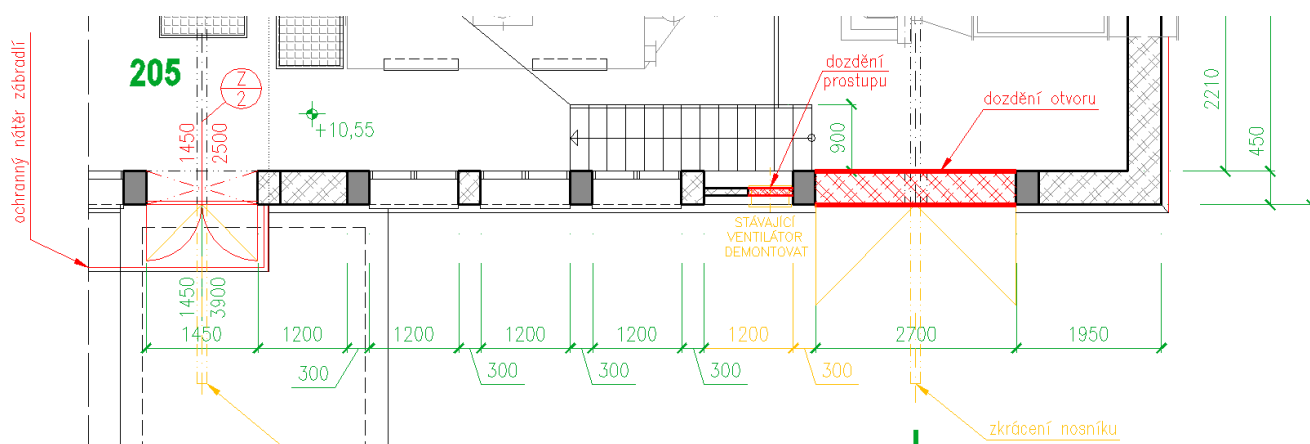 ochranný nátěr zábradlí
205
Z
2
1450
2500
+10,55
dozdění
prostupu
dozdění otvoru
900
2210
450
STÁVAJÍCÍ
VENTILÁTOR
DEMONTOVAT
1450
3900
1450
1200
1200
1200
1200
1200
2700
1950
300
300
300
300
300
zkrácení nosníku